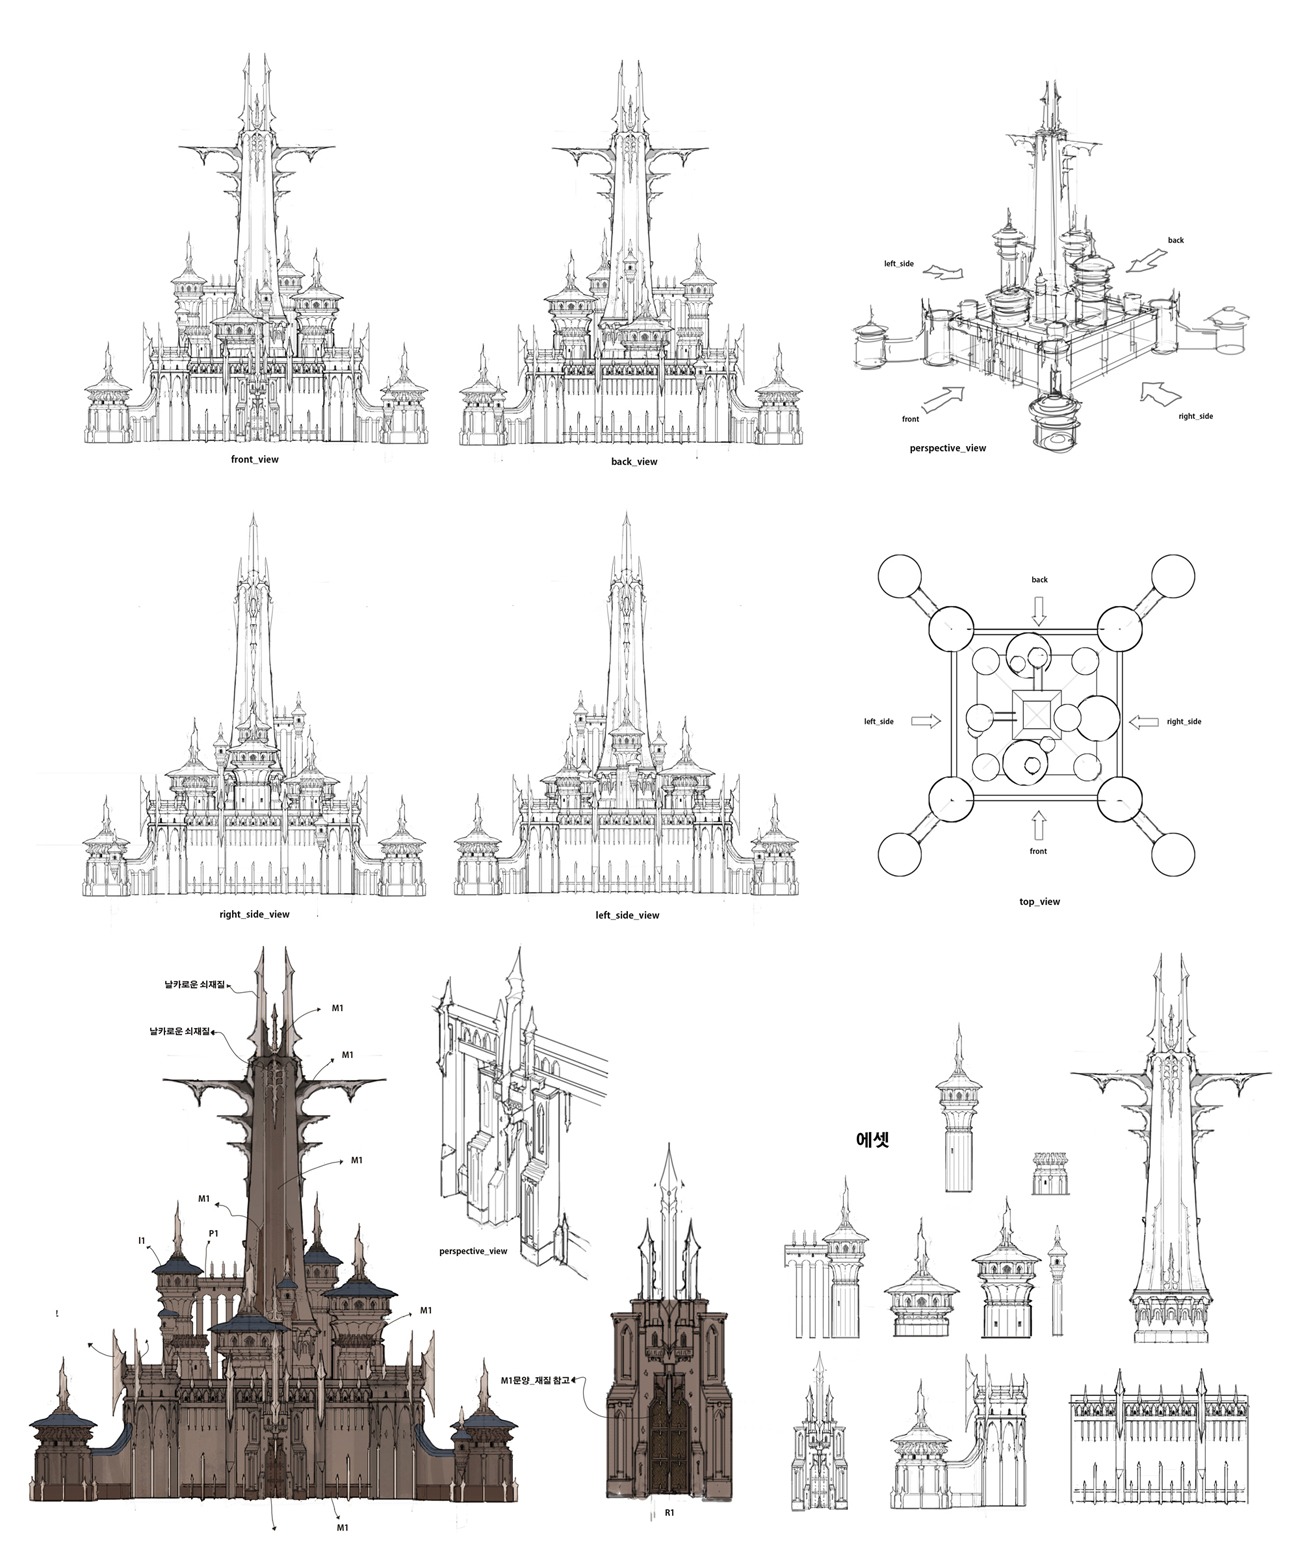 back
left_side
front
right_side
perspective_view
front_view
back_view
back
left_side
right_side
front
top_view
right_side_view
left_side_view
날카로운 쇠재질
M1
날카로운 쇠재질
M1
M1
M1
P1
I1
M1
M1
perspective_view
M1문양_재질 참고
R1
에셋